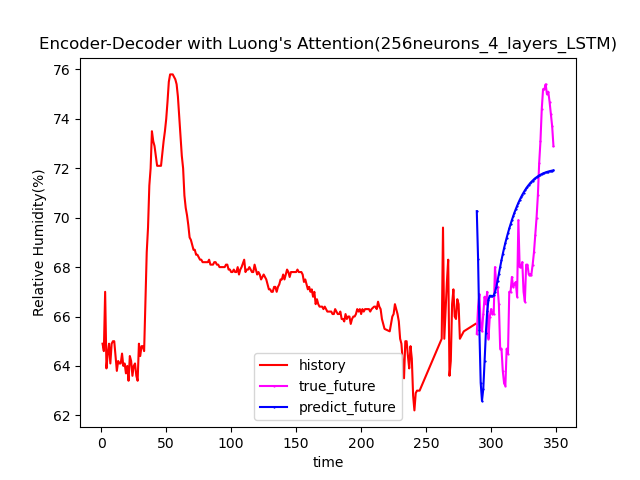 Encoder-Decoder with Luong's Attention(256neurons_4_layers_LSTM)
76
74
72
70
68
66
64
62
Relative Humidity(%)
history
true_future
predict_future
0 50 100 150 200 250 300 350
time